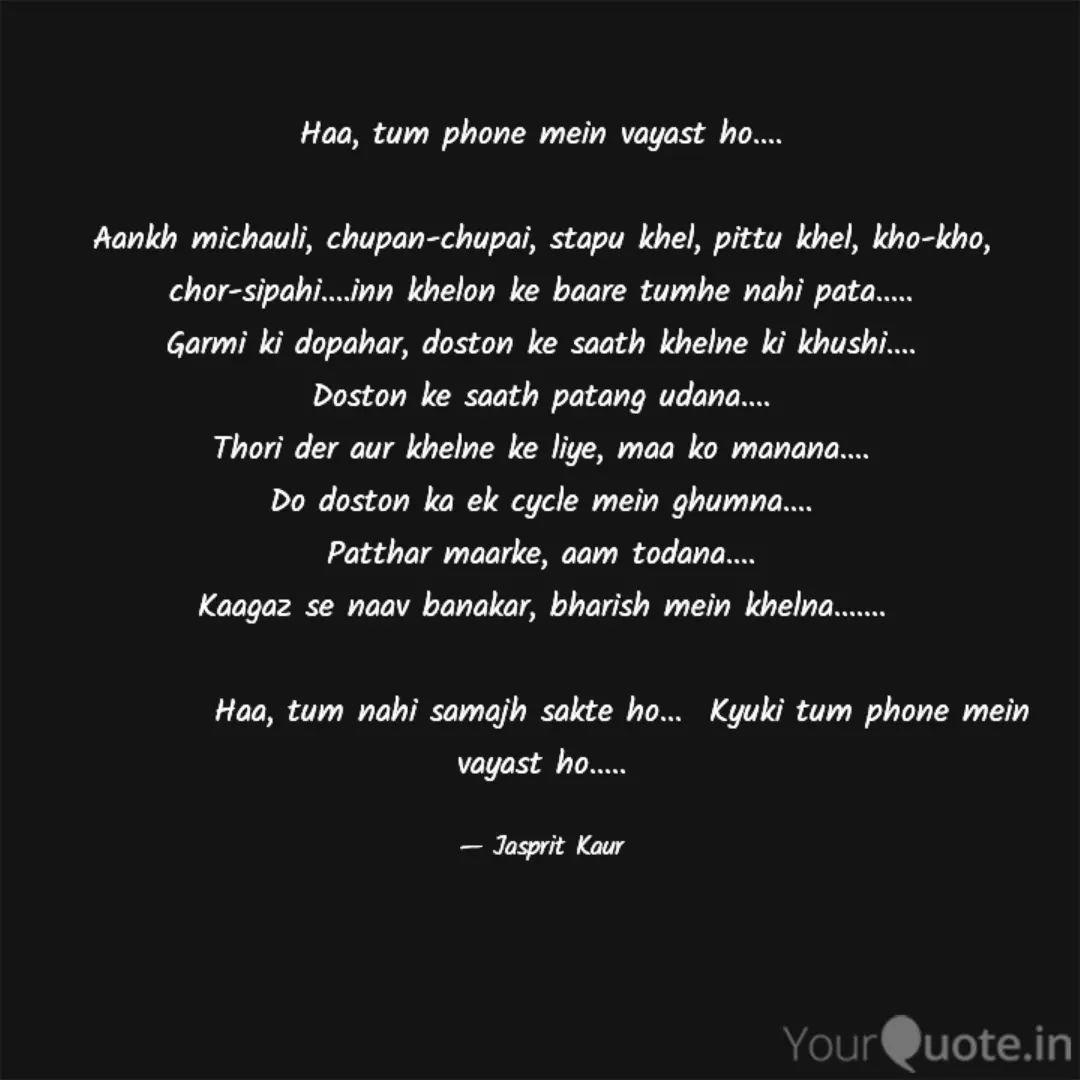 Haa, tum phone mein vayast ho....
Aankh michauli, chupan-chupai, stapu khel, pittu khel, kho-kho,
chor-sipahi....inn khelon ke baare tumhe nahi pata.....
Garmi ki dopahar, doston ke saath khelne ki khushi....
Doston ke saath patang udana....
Thori der aur khelne ke liye, maa ko manana....
Do doston ka ek cycle mein ghumna....
Patthar maarke, aam todana....
Kaagaz se naav banakar, bharish mein khelna.......
Haa, tum nahi samajh sakte ho... Kyuki tum phone mein
vayast ho.....
— Jasprit Kaur
YourQuote.in